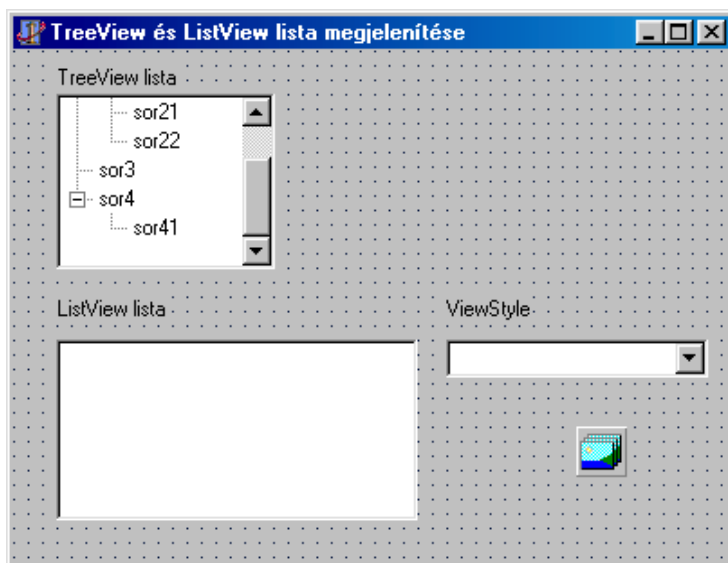 TreeView és ListView lista megjelenítése
TreeView lista
sor21
sor22
sor3
sor4
sor41
ListView lista
ViewStyle